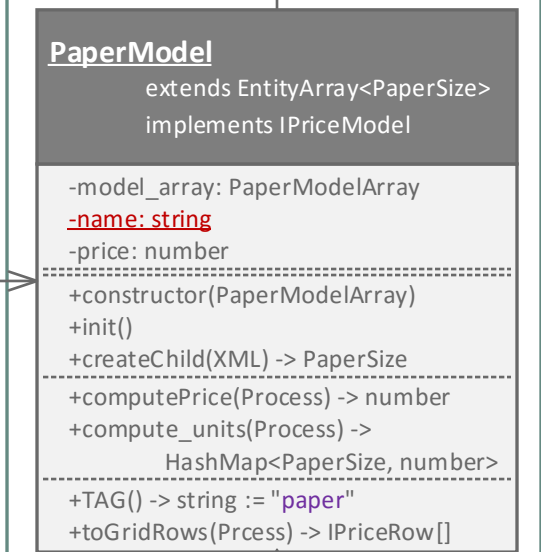 PaperModel
extends EntityArray<PaperSize>
implements IPriceModel
-model_array: PaperModelArray
-name: string
-price: number
+constructor(PaperModelArray)
+init()
+createChild(XML) -> PaperSize
+computePrice(Process) -> number
+compute_units(Process) ->
HashMap<PaperSize, number>
+TAG() -> string := "paper"
+toGridRows(Prcess) -> IPriceRow[]